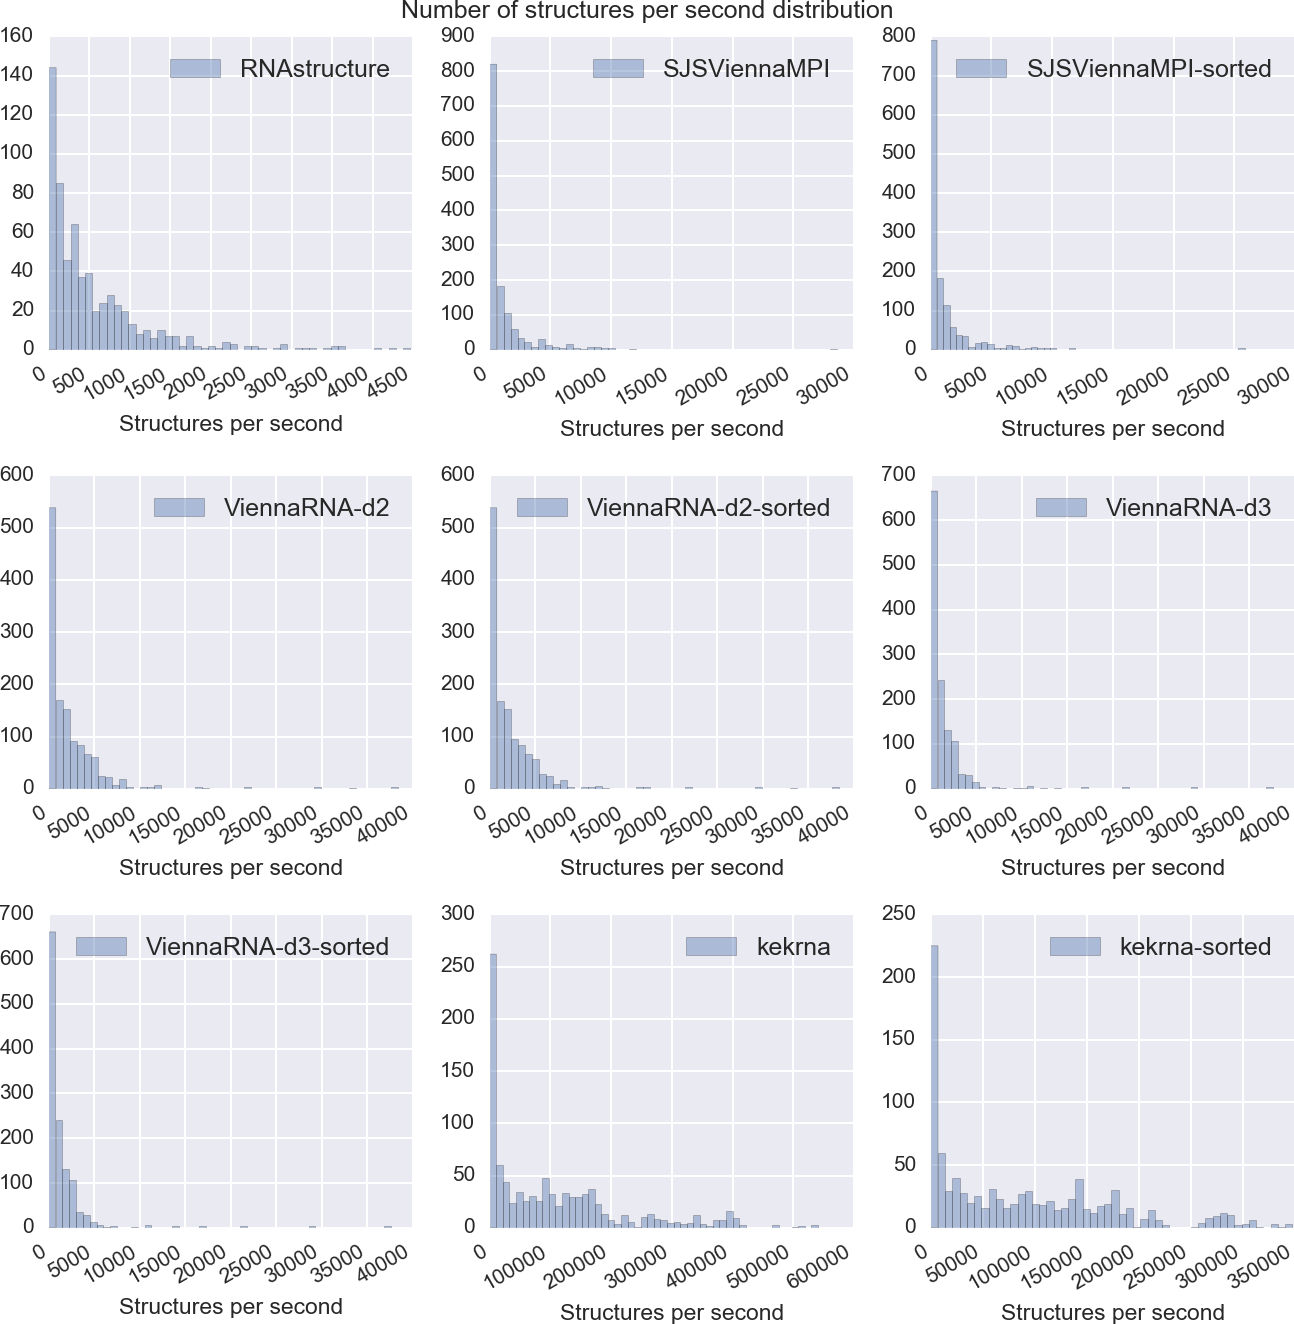 Number of structures per second distribution
160
140
120
100
80
60
40
20
0
RNAstructure
0 500 1000 1500 2000 2500 3000 3500 4000 4500
Structures per second
900
800
700
600
500
400
300
200
100
0
SJSViennaMPI
0 5000 10000 15000 20000 25000 30000
Structures per second
800
700
600
500
400
300
200
100
0
SJSViennaMPI-sorted
0 5000 10000 15000 20000 25000 30000
Structures per second
600
500
400
300
200
100
0
ViennaRNA-d2
0 5000 10000 15000 20000 25000 30000 35000 40000
Structures per second
600
500
400
300
200
100
0
ViennaRNA-d2-sorted
0 5000 10000 15000 20000 25000 30000 35000 40000
Structures per second
700
600
500
400
300
200
100
0
ViennaRNA-d3
0 5000 10000 15000 20000 25000 30000 35000 40000
Structures per second
700
600
500
400
300
200
100
0
ViennaRNA-d3-sorted
0 5000 10000 15000 20000 25000 30000 35000 40000
Structures per second
300
250
200
150
100
50
0
kekrna
0 100000 200000 300000 400000 500000 600000
Structures per second
250
200
150
100
50
0
kekrna-sorted
0 50000 100000 150000 200000 250000 300000 350000
Structures per second